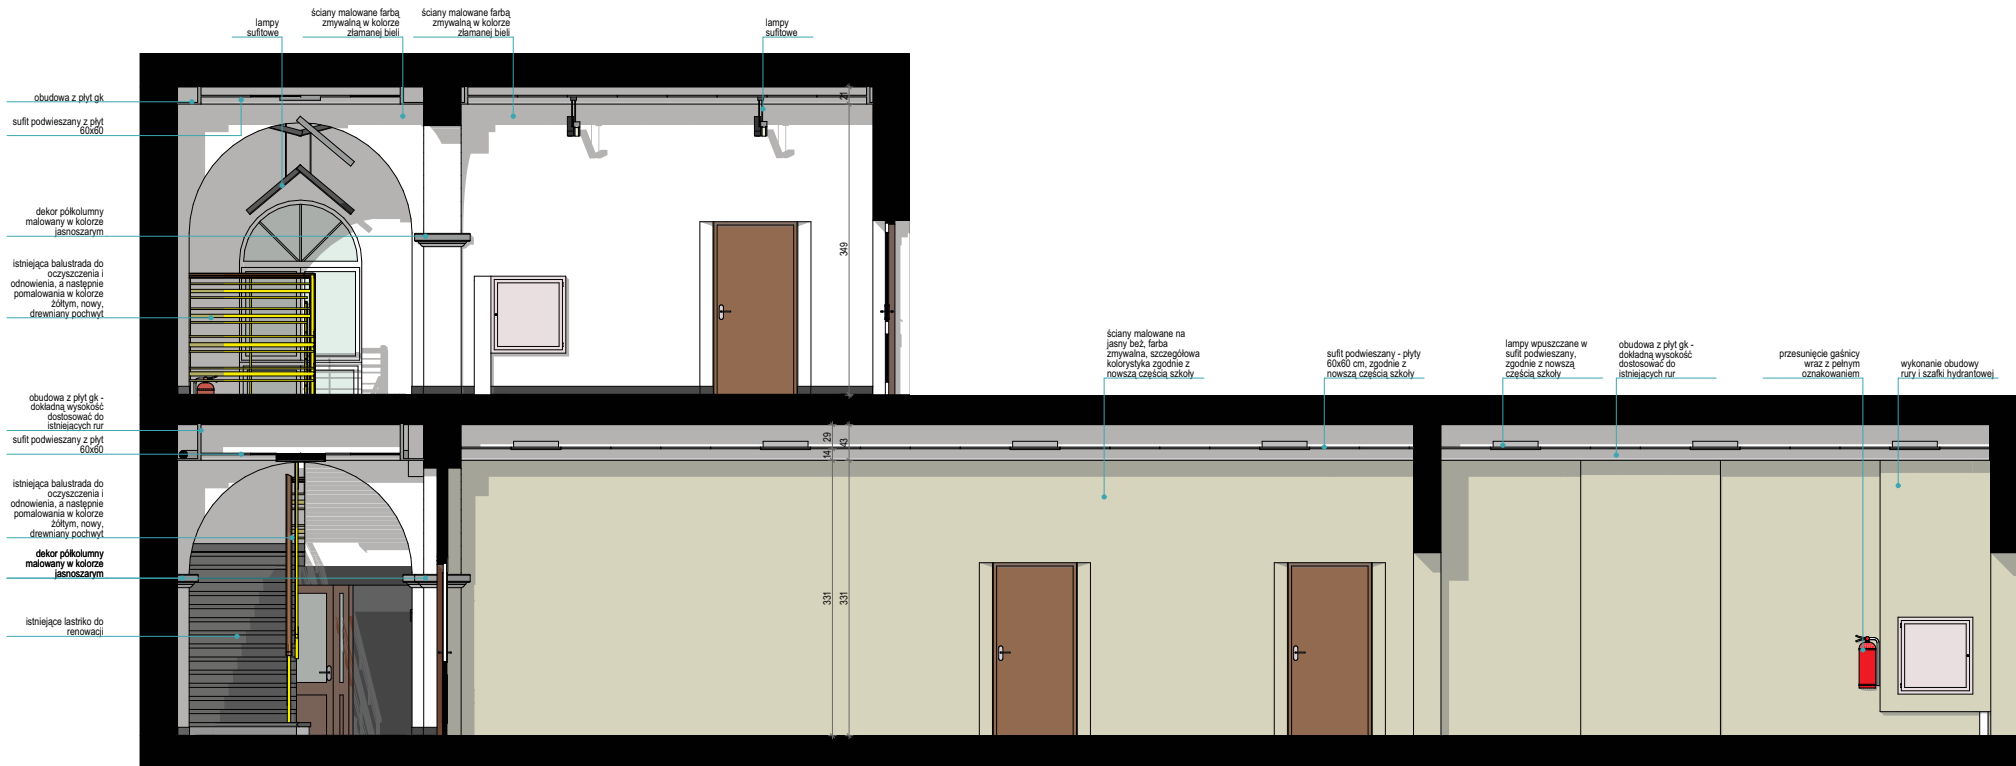 lampy
sufitowe
ściany malowane farbą
zmywalną w kolorze
złamanej bieli
ściany malowane farbą
zmywalną w kolorze
złamanej bieli
lampy
sufitowe
obudowa z płyt gk
sufit podwieszany z płyt
60x60
dekor półkolumny
malowany w kolorze
jasnoszarym
istniejąca balustrada do
oczyszczenia i
odnowienia, a następnie
pomalowania w kolorze
żółtym, nowy,
drewniany pochwyt
21
349
obudowa z płyt gk -
dokładną wysokość
dostosować do
istniejących rur
sufit podwieszany z płyt
60x60
istniejąca balustrada do
oczyszczenia i
odnowienia, a następnie
pomalowania w kolorze
żółtym, nowy,
drewniany pochwyt
dekor półkolumny
malowany w kolorze
jasnoszarym
istniejące lastriko do
renowacji
29
14
43
331
331
ściany malowane na
jasny beż, farba
zmywalna, szczegółowa
kolorystyka zgodnie z
nowszą częścią szkoły
sufit podwieszany - płyty
60x60 cm, zgodnie z
nowszą częścią szkoły
lampy wpuszczane w
sufit podwieszany,
zgodnie z nowszą
częścią szkoły
obudowa z płyt gk -
dokładną wysokość
dostosować do
istniejących rur
przesunięcie gaśnicy
wraz z pełnym
oznakowaniem
wykonanie obudowy
rury i szafki hydrantowej